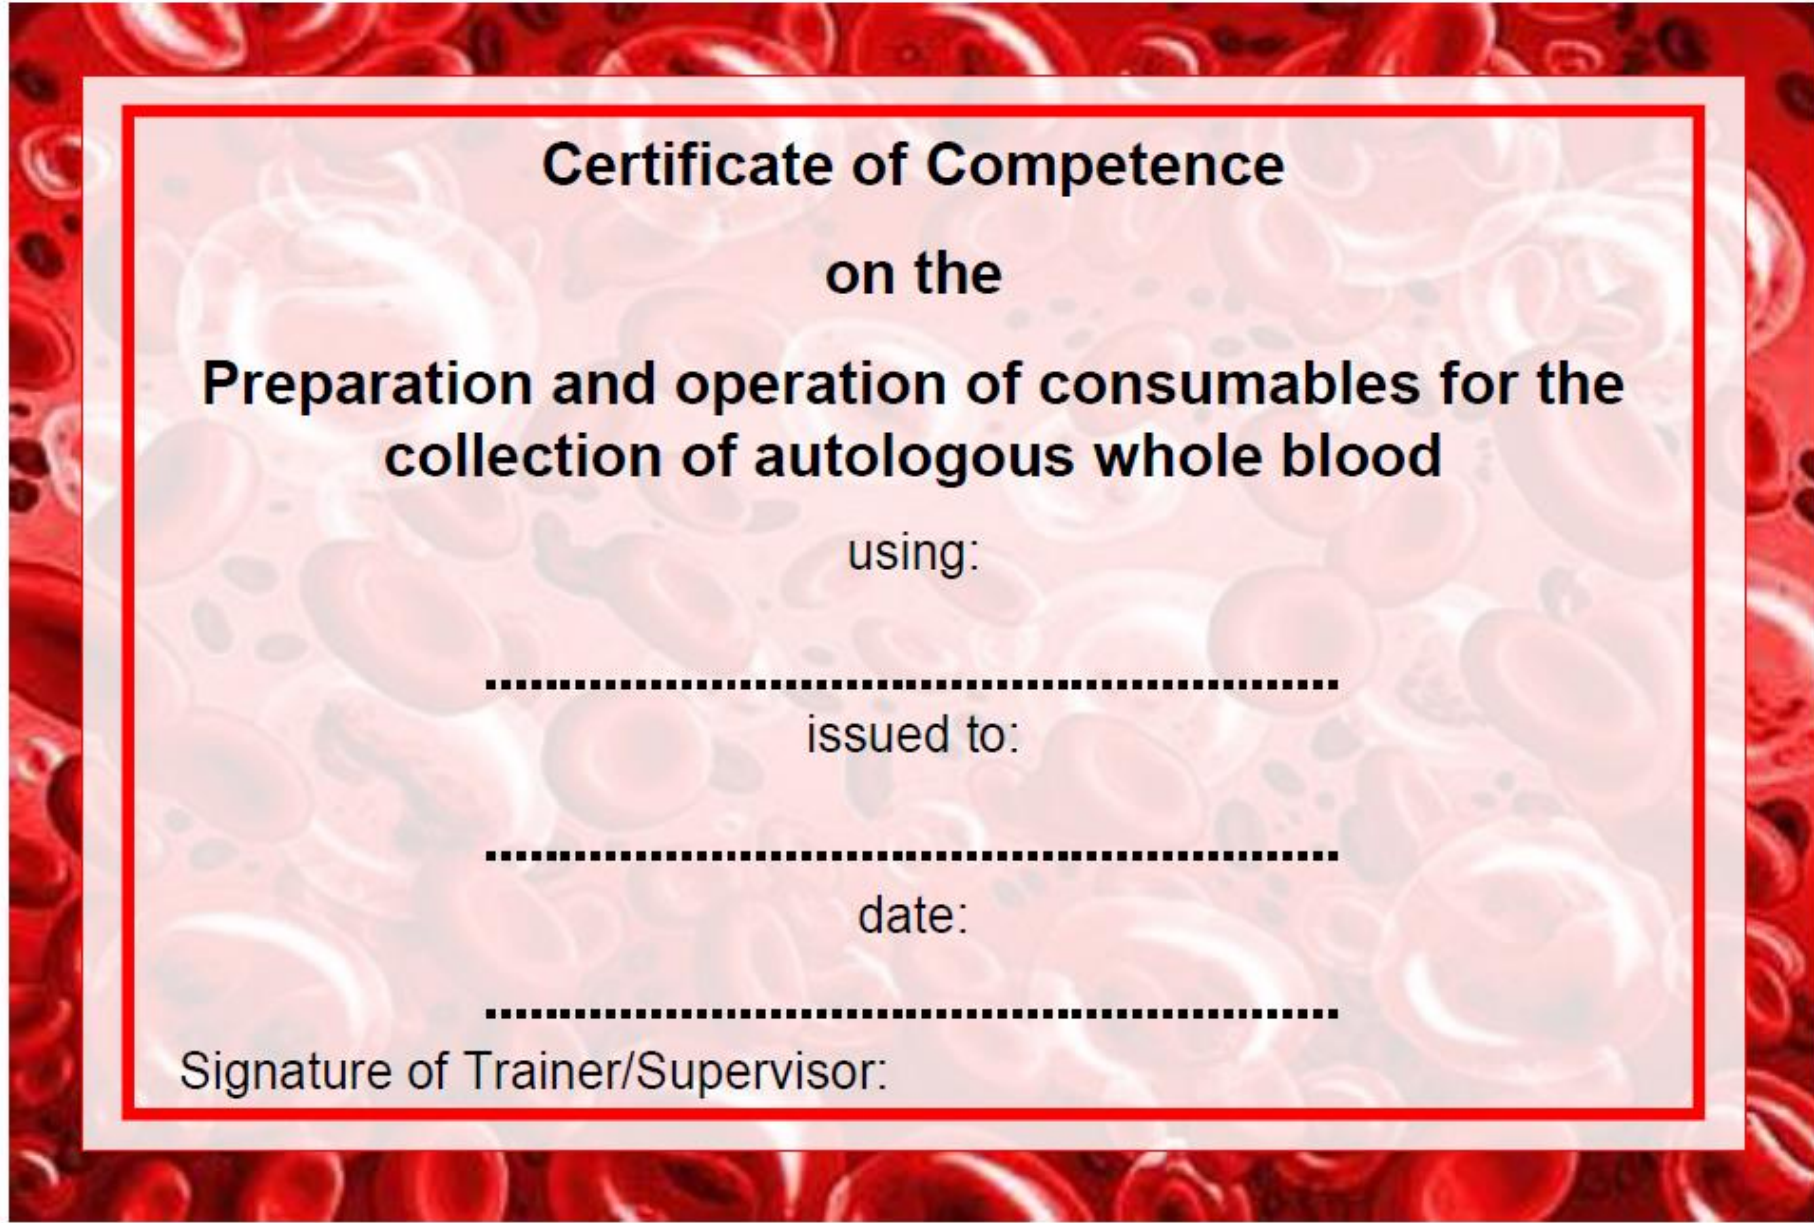 Certificate of Competence
on the
Preparation and operation of consumables for the
collection of autologous whole blood
using:
.........................................................
issued to:
.........................................................
date:
.........................................................
Signature of Trainer/Supervisor: